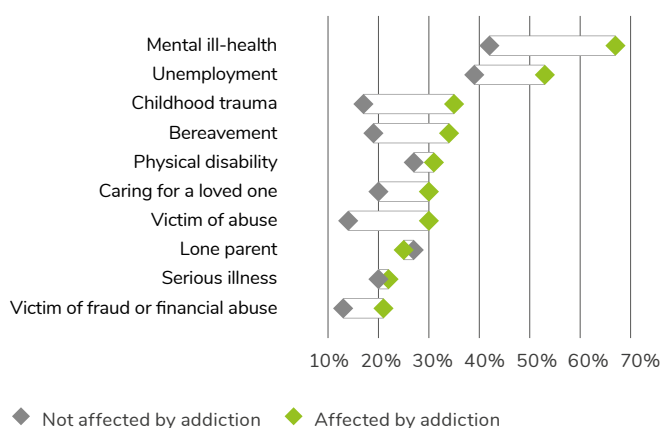 Mental ill-health
Unemployment
Childhood trauma
Bereavement
Physical disability
Caring for a loved one
Victim of abuse
Lone parent
Serious illness
Victim of fraud or financial abuse
10% 20% 30% 40% 50% 60% 70%
Not affected by addiction Affected by addiction